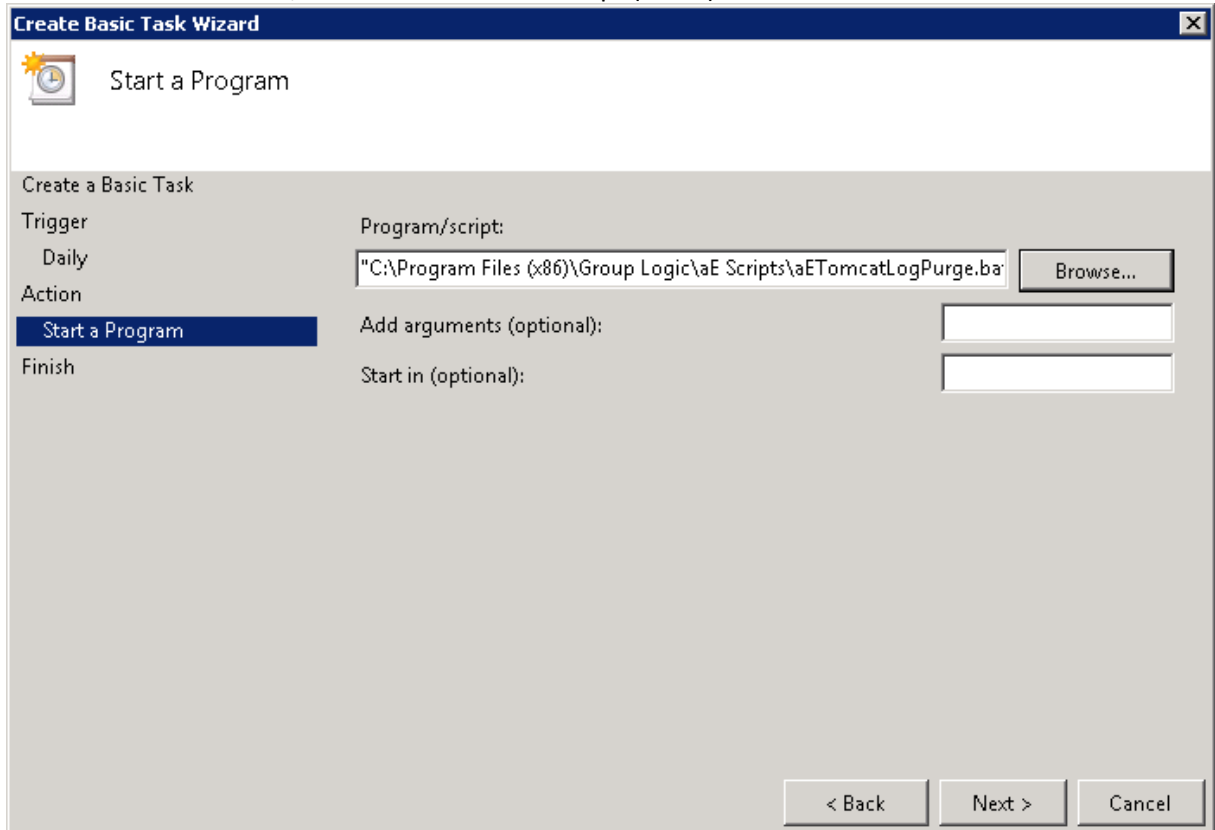 Create Basic Task Wizard
Start a Program
Create a Basic Task
Trigger
Program/script:
Daily
"C:\Program Files (x86)\Group Logic\aE Scripts\aETomcatLogPurge.bat
Browse...
Action
Start a Program
Add arguments (optional):
Finish
Start in (optional):
< Back
Next >
Cancel